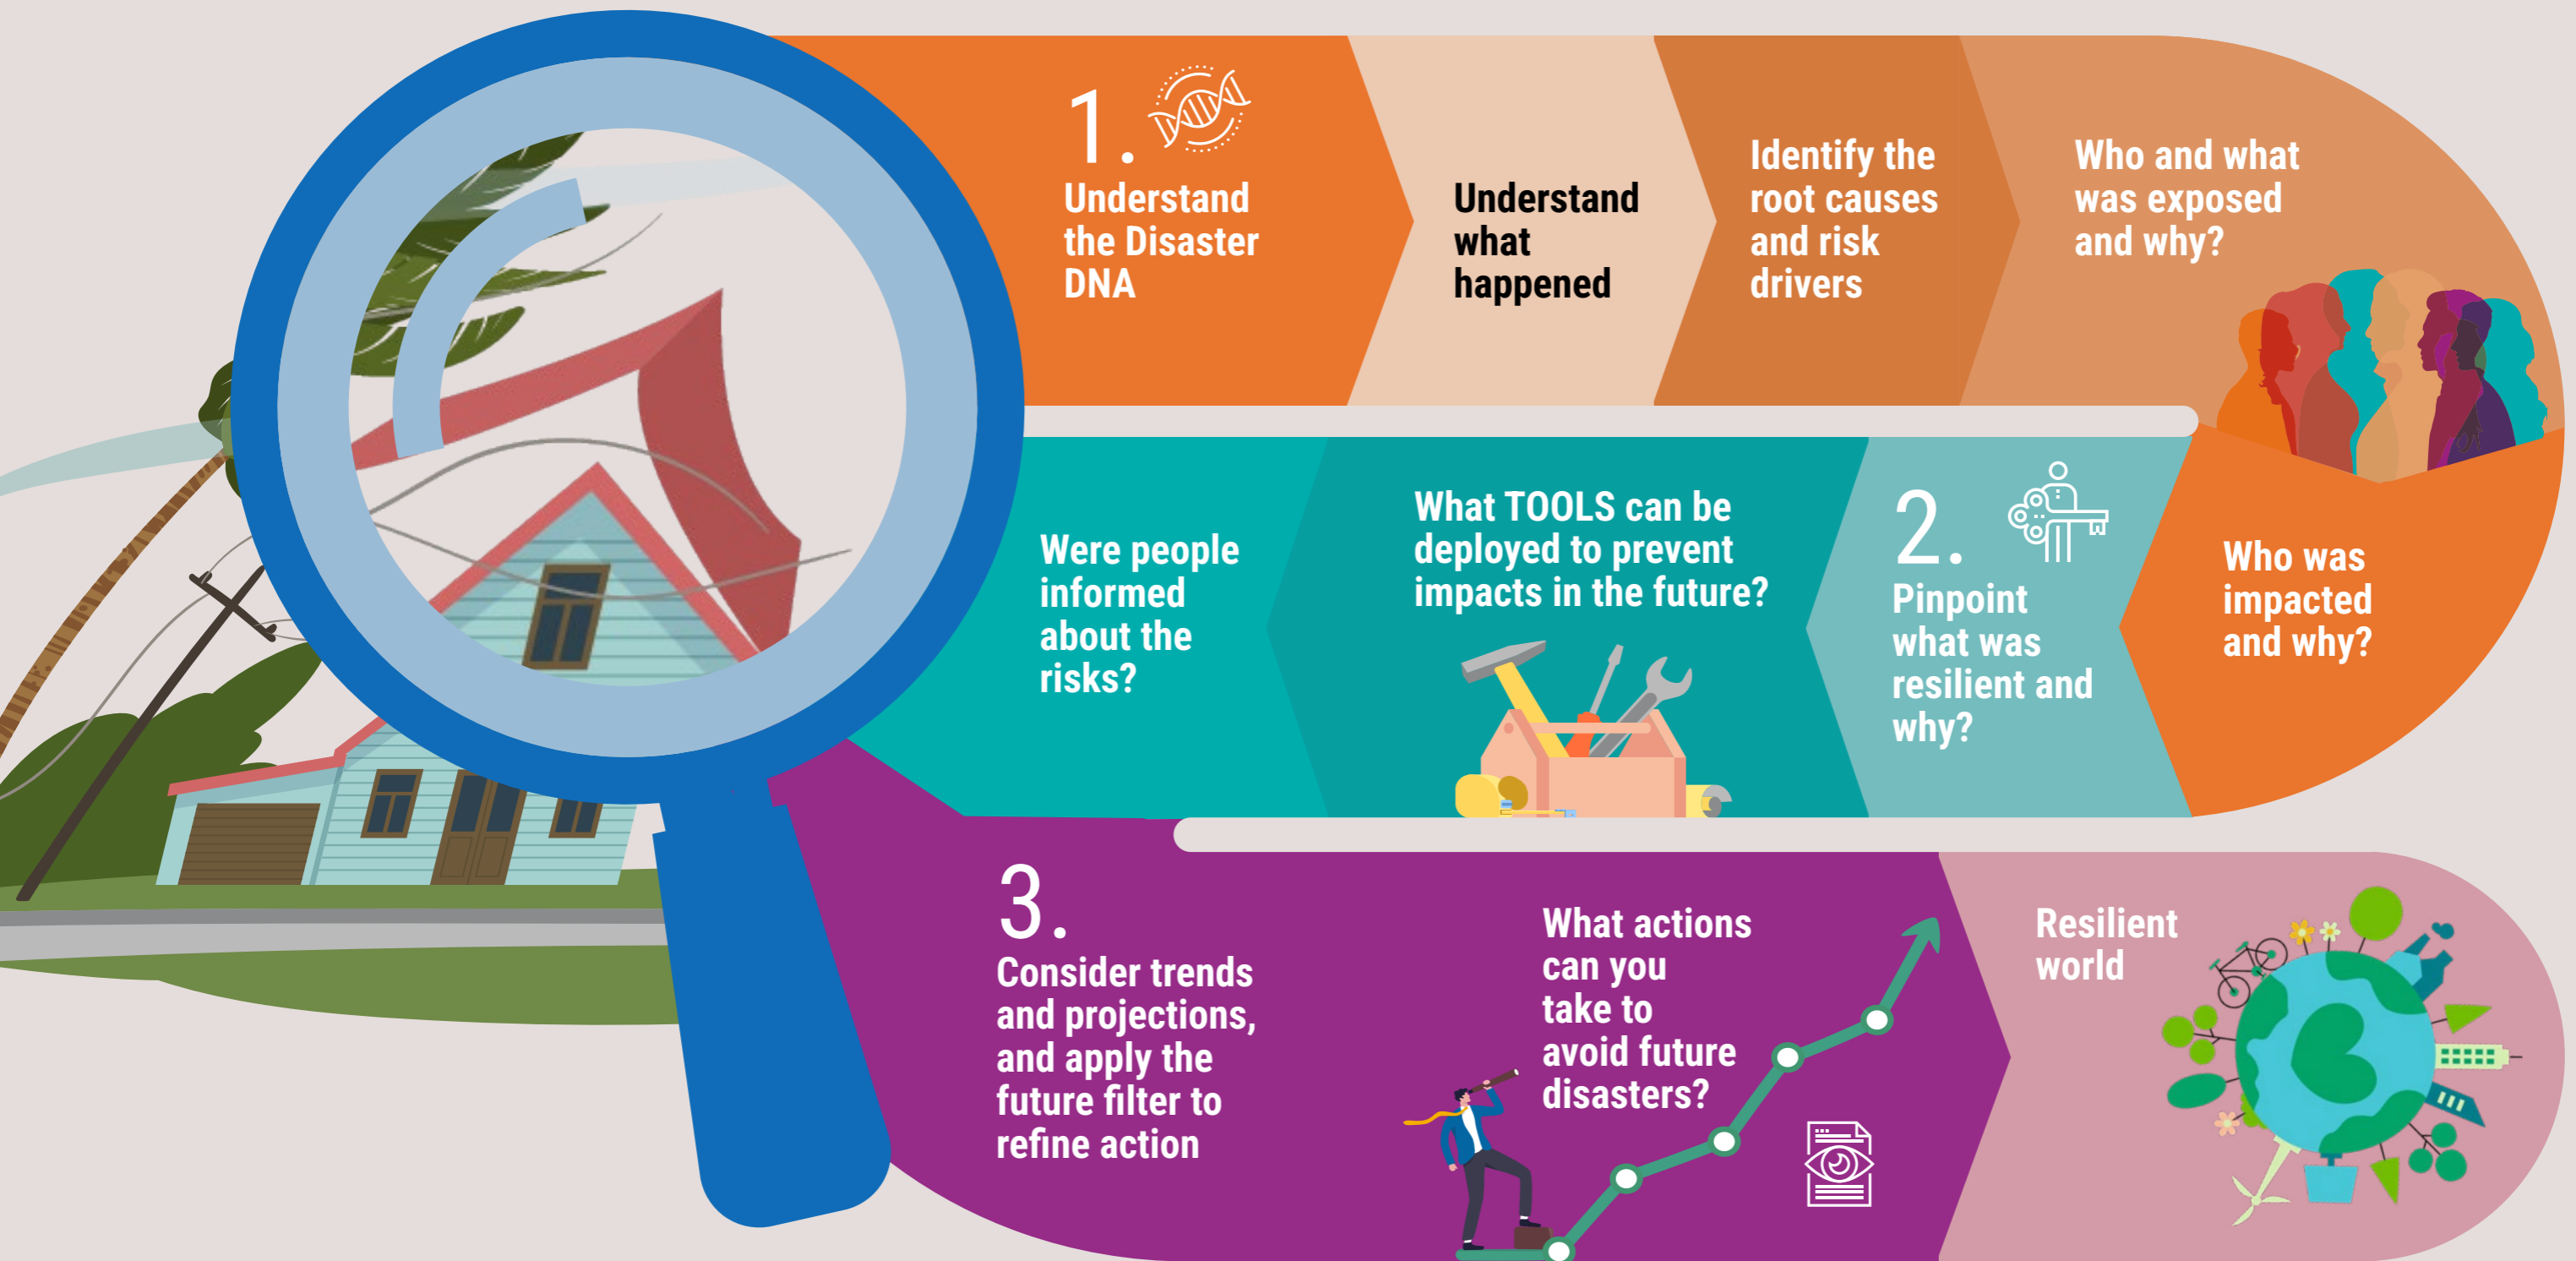 1.
Understand
the Disaster
DNA
Understand
what
happened
Identify the
root causes
and risk
drivers
Who and what
was exposed
and why?
Who was
impacted
and why?
2.
Pinpoint
what was
resilient and
why?
What TOOLS can be
deployed to prevent
impacts in the future?
Were people
informed
about the
risks?
3.
Consider trends
and projections,
and apply the
future filter to
refine action
What actions
can you
take to
avoid future
disasters?
Resilient
world